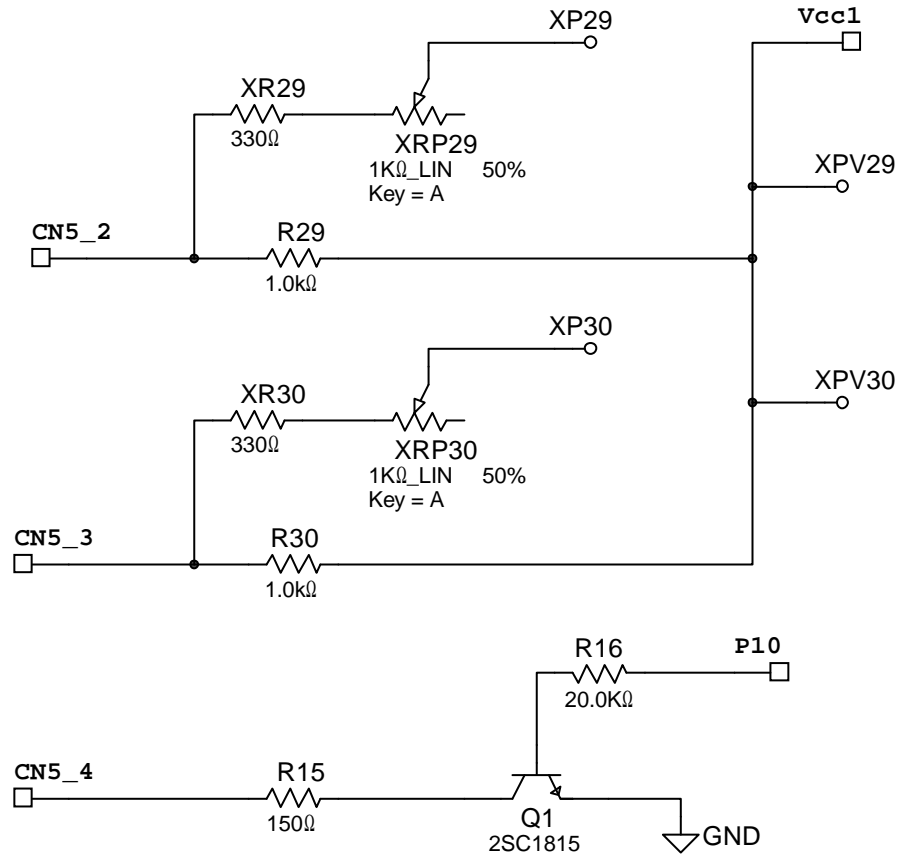 XP29
Vcc1
XR29
330Ω
XRP29
1KΩ_LIN 50%
Key = A
XPV29
CN5_2
R29
1.0kΩ
XP30
XR30
330Ω
XRP30
1KΩ_LIN 50%
Key = A
XPV30
CN5_3
R30
1.0kΩ
R16
20.0KΩ
P10
CN5_4
R15
150Ω
Q1
2SC1815
GND